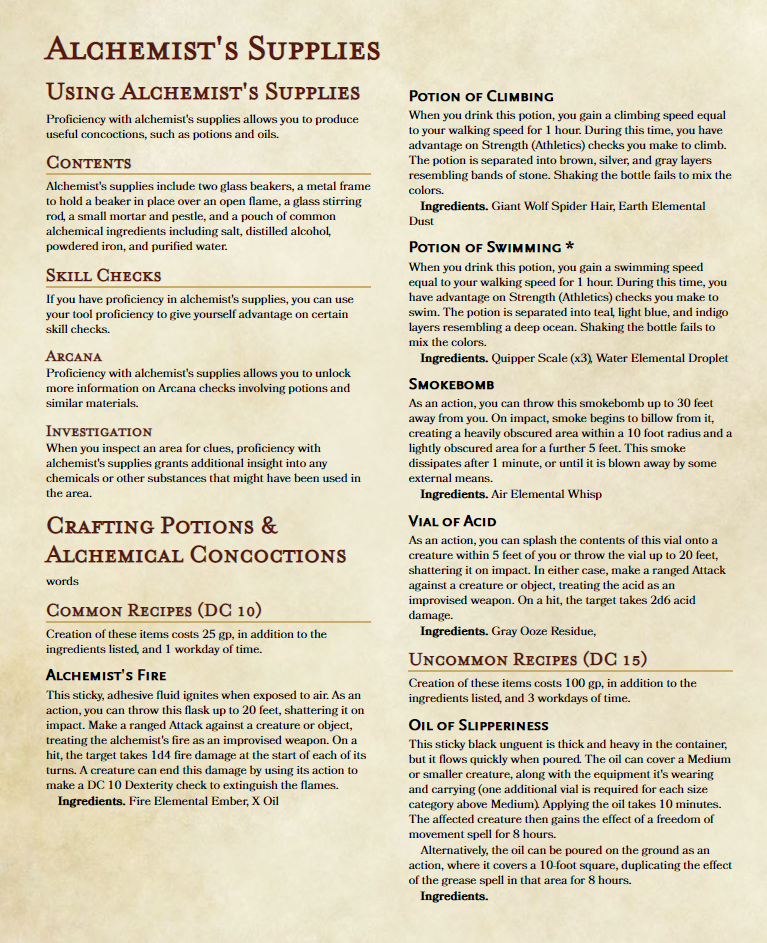 Alchemist's Supplies
Using Alchemist's Supplies
Proficiency with alchemist's supplies allows you to produce
useful concoctions, such as potions and oils.
Contents
Alchemist's supplies include two glass beakers, a metal frame
to hold a beaker in place over an open flame, a glass stirring
rod, a small mortar and pestle, and a pouch of common
alchemical ingredients including salt, distilled alcohol,
powdered iron, and purified water.
Skill Checks
If you have proficiency in alchemist's supplies, you can use
your tool proficiency to give yourself advantage on certain
skill checks.
Arcana
Proficiency with alchemist's supplies allows you to unlock
more information on Arcana checks involving potions and
similar materials.
Investigation
When you inspect an area for clues, proficiency with
alchemist's supplies grants additional insight into any
chemicals or other substances that might have been used in
the area.
Crafting Potions &
Alchemical Concoctions
words
Common Recipes (DC 10)
Creation of these items costs 25 gp, in addition to the
ingredients listed, and 1 workday of time.
Alchemist's Fire
This sticky, adhesive fluid ignites when exposed to air. As an
action, you can throw this flask up to 20 feet, shattering it on
impact. Make a ranged Attack against a creature or object,
treating the alchemist's fire as an improvised weapon. On a
hit, the target takes 1d4 fire damage at the start of each of its
turns. A creature can end this damage by using its action to
make a DC 10 Dexterity check to extinguish the flames.
Ingredients. Fire Elemental Ember, X Oil
Potion of Climbing
When you drink this potion, you gain a climbing speed equal
to your walking speed for 1 hour. During this time, you have
advantage on Strength (Athletics) checks you make to climb.
The potion is separated into brown, silver, and gray layers
resembling bands of stone. Shaking the bottle fails to mix the
colors.
Ingredients. Giant Wolf Spider Hair, Earth Elemental
Dust
Potion of Swimming *
When you drink this potion, you gain a swimming speed
equal to your walking speed for 1 hour. During this time, you
have advantage on Strength (Athletics) checks you make to
swim. The potion is separated into teal, light blue, and indigo
layers resembling a deep ocean. Shaking the bottle fails to
mix the colors.
Ingredients. Quipper Scale (x3), Water Elemental Droplet
Smokebomb
As an action, you can throw this smokebomb up to 30 feet
away from you. On impact, smoke begins to billow from it,
creating a heavily obscured area within a 10 foot radius and a
lightly obscured area for a further 5 feet. This smoke
dissipates after 1 minute, or until it is blown away by some
external means.
Ingredients. Air Elemental Whisp
Vial of Acid
As an action, you can splash the contents of this vial onto a
creature within 5 feet of you or throw the vial up to 20 feet,
shattering it on impact. In either case, make a ranged Attack
against a creature or object, treating the acid as an
improvised weapon. On a hit, the target takes 2d6 acid
damage.
Ingredients. Gray Ooze Residue,
Uncommon Recipes (DC 15)
Creation of these items costs 100 gp, in addition to the
ingredients listed, and 3 workdays of time.
Oil of Slipperiness
This sticky black unguent is thick and heavy in the container,
but it flows quickly when poured. The oil can cover a Medium
or smaller creature, along with the equipment it's wearing
and carrying (one additional vial is required for each size
category above Medium). Applying the oil takes 10 minutes.
The affected creature then gains the effect of a freedom of
movement spell for 8 hours.
Alternatively, the oil can be poured on the ground as an
action, where it covers a 10-foot square, duplicating the effect
of the grease spell in that area for 8 hours.
Ingredients.